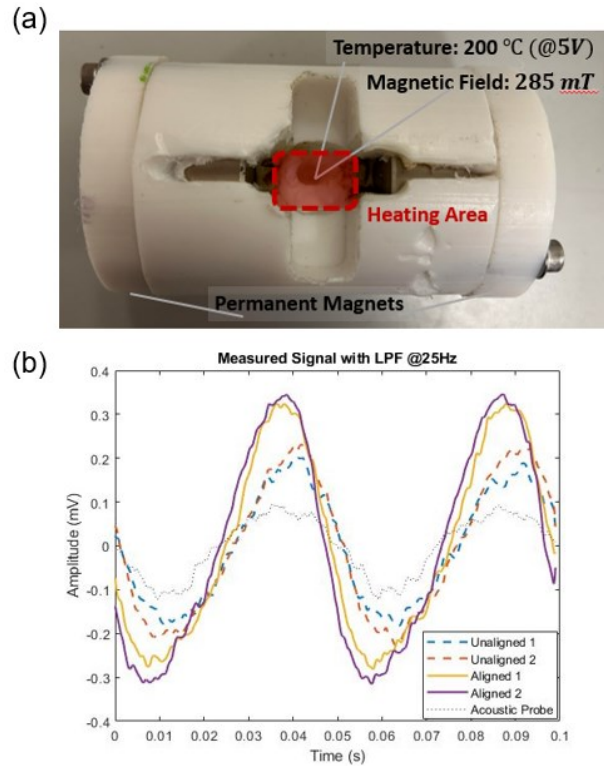 (a)
Temperature: 200 °C (@5V)
Magnetic Field: 285 mT
Heating Area
Permanent Magnets
(b)
Measured Signal with LPF @25Hz
Amplitude (mV)
0.4
0.3
0.2
0.1
0
-0.1
-0.2
-0.3
-0.4
Unaligned 1
Unaligned 2
Aligned 1
Aligned 2
Acoustic Probe
0 0.01 0.02 0.03 0.04 0.05 0.06 0.07 0.08 0.09 0.1
Time (s)